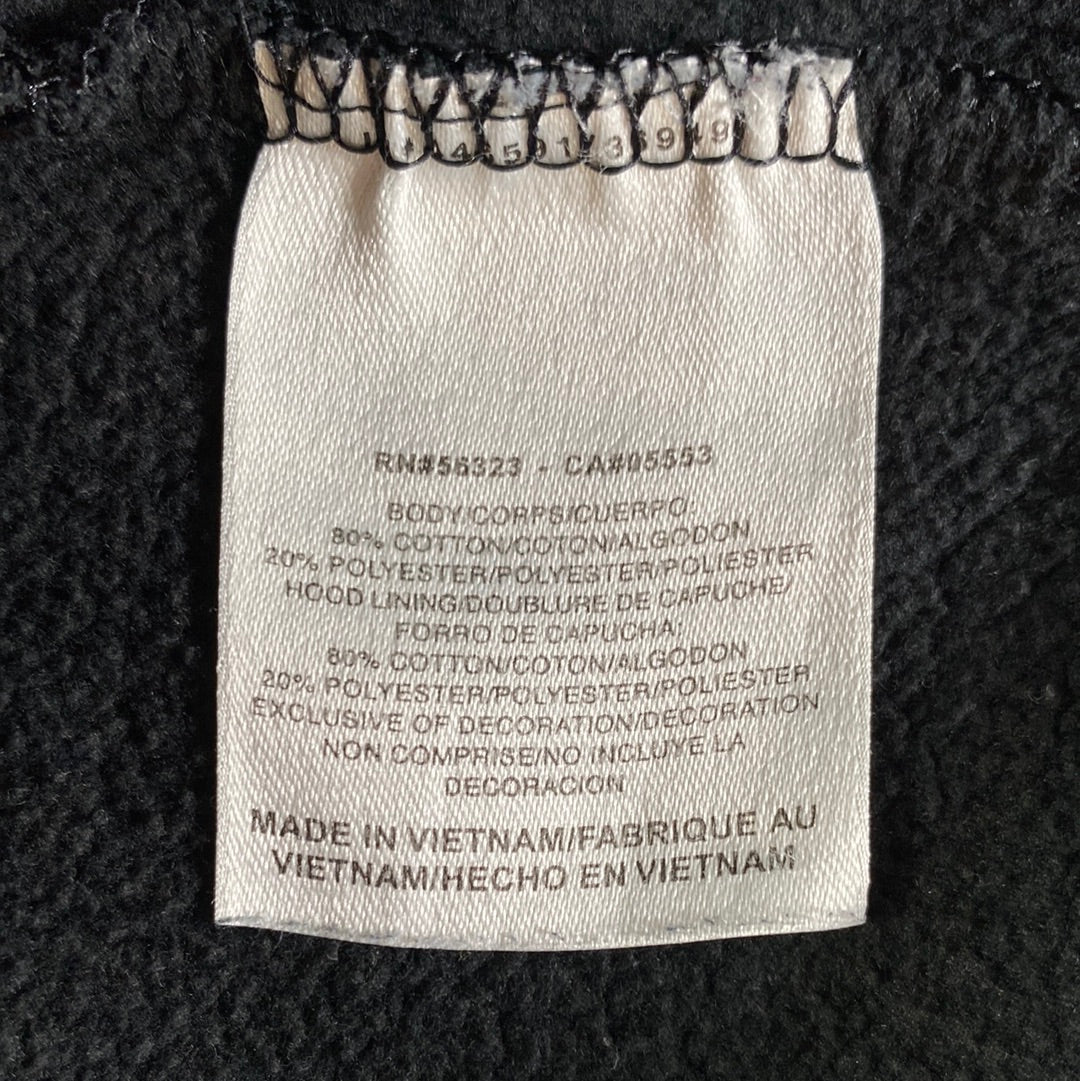 RN#56323 - CA#05553
BODY/CORPS/CUERPO:
80% COTTON/COTON/ALGODON
20% POLYESTER/POLYESTER/POLIESTER
HOOD LINING/DOUBLURE DE CAPUCHE/
FORRO DE CAPUCHA:
80% COTTON/COTON/ALGODON
20% POLYESTER/POLYESTER/POLIESTER
EXCLUSIVE OF DECORATION/DECORATION
NON COMPRISE/NO INCLUYE LA
DECORACION
MADE IN VIETNAM/FABRIQUE AU
VIETNAM/HECHO EN VIETNAM